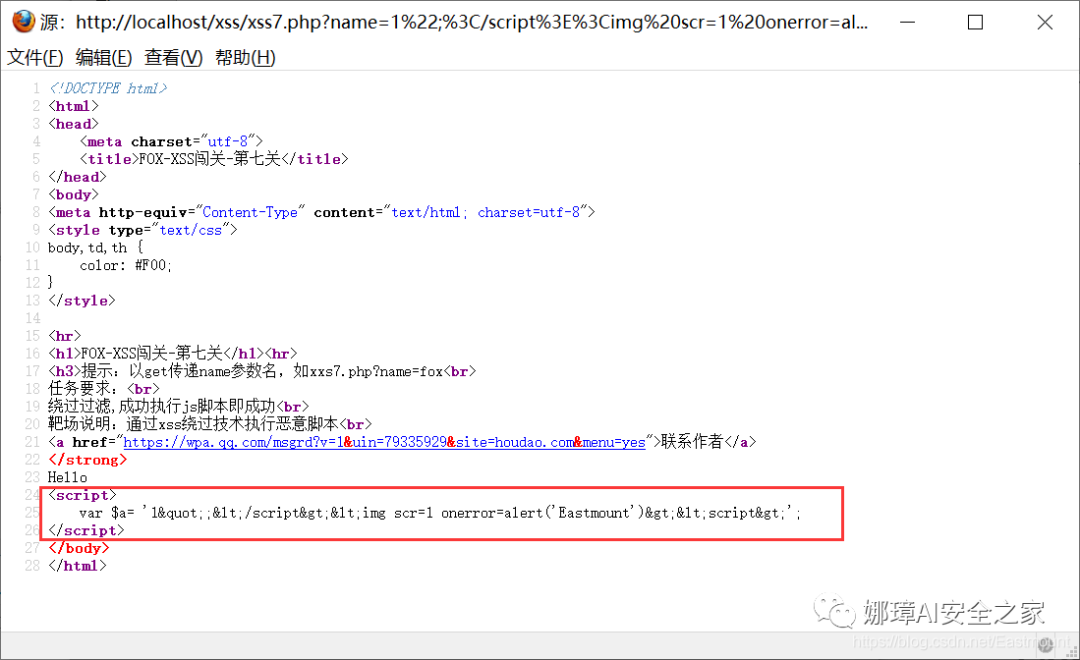 源: http://localhost/xss/xss7.php?name=1%22;%3C/script%3E%3Cimg%20scr=1%20onerror=al...
文件(F) 编辑(E) 查看(V) 帮助(H)
1 <!DOCTYPE html>
2 <html>
3 <head>
4 <meta charset="utf-8">
5 <title>FOX-XSS闯关-第七关</title>
6 </head>
7 <body>
8 <meta http-equiv="Content-Type" content="text/html; charset=utf-8">
9 <style type="text/css">
10 body,td,th {
11 color: #F00;
12 }
13 </style>
14
15 <hr>
16 <h1>FOX-XSS闯关-第七关</h1><hr>
17 <h3>提示: 以get传递name参数名，如xxs7.php?name=fox<br>
18 任务要求: <br>
19 绕过过滤,成功执行js脚本即成功<br>
20 靶场说明: 通过xss绕过技术执行恶意脚本<br>
21 <a href="https://wpa.qq.com/msgrd?v=1&uin=79335929&site=houdao.com&menu=yes">联系作者</a>
22 </strong>
23 Hello
24 <script>
25 var $a= '1&quot;;&lt;/script&gt;&lt;img scr=1 onerror=alert('Eastmount')&gt;&lt;script&gt;';
26 </script>
27 </body>
28 </html>
娜璋AI安全之家
https://blog.csdn.net/Eastmount